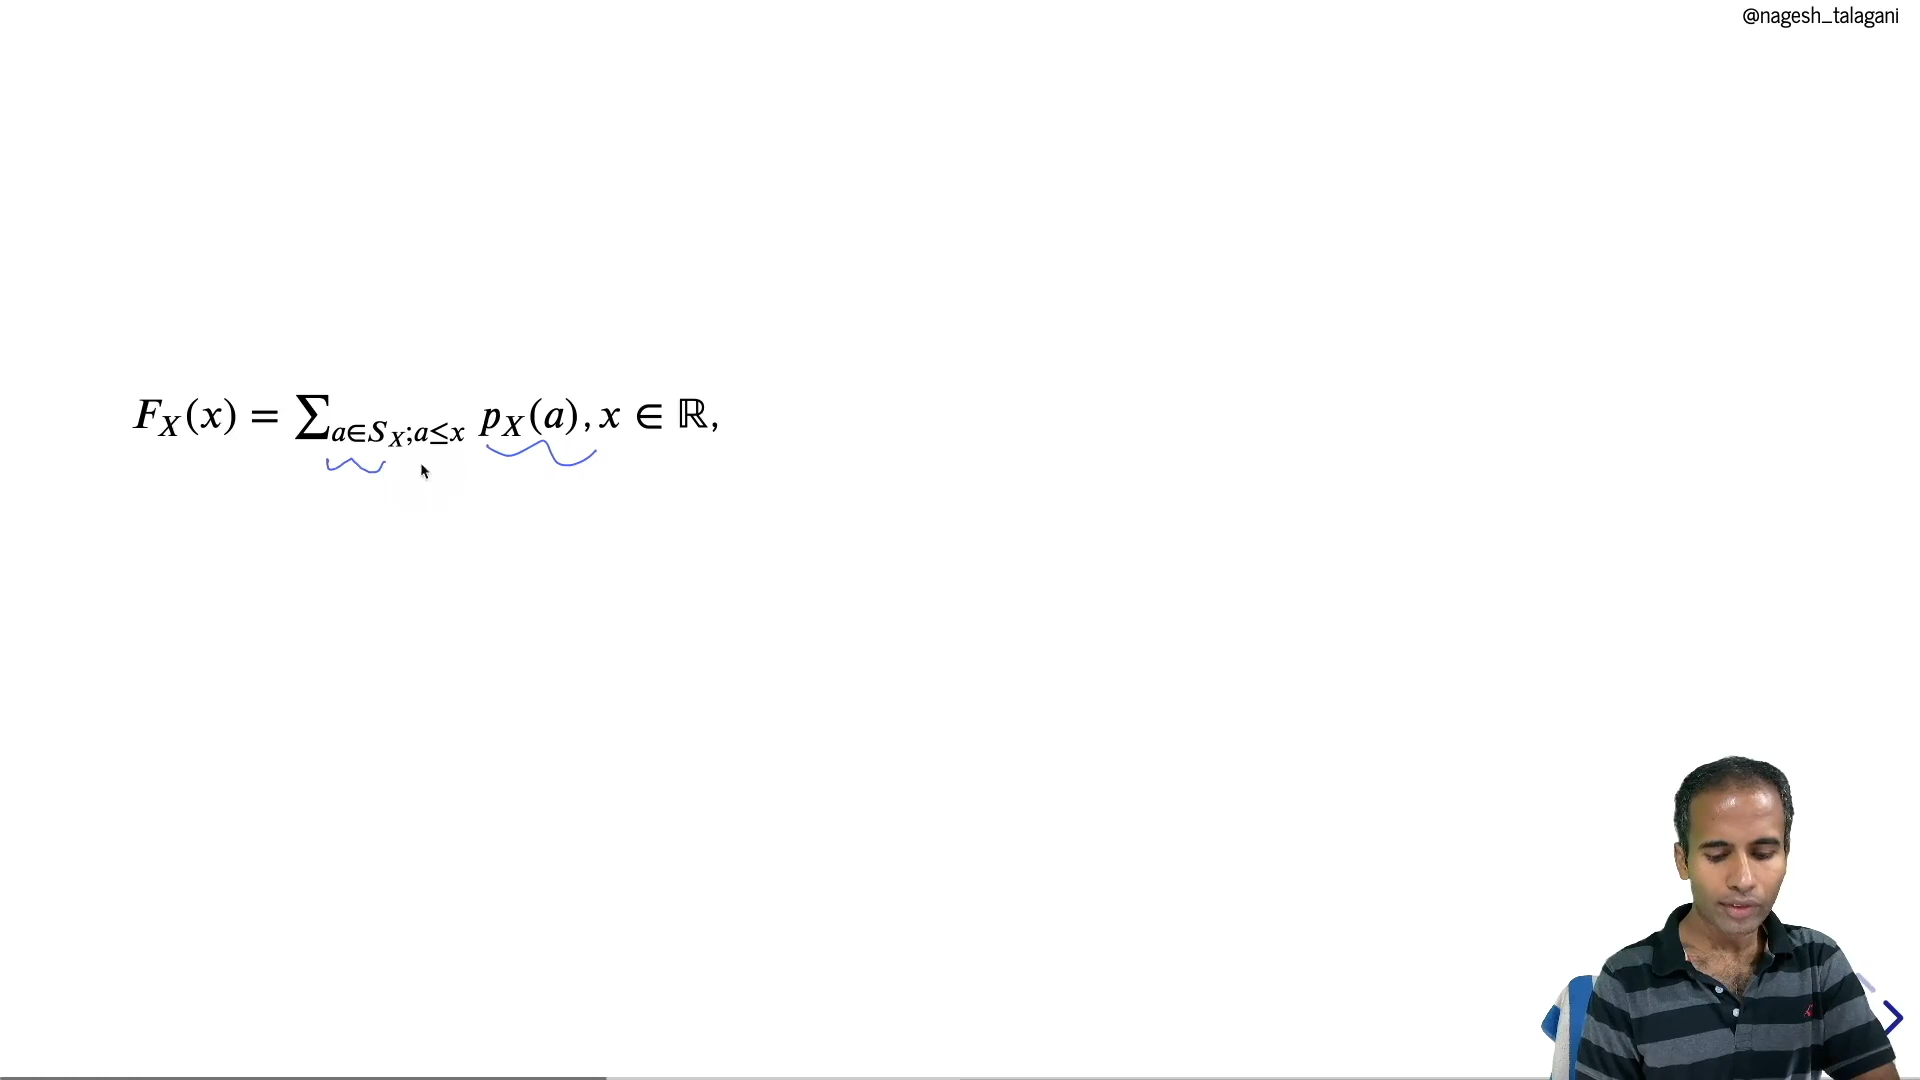 @nagesh_talagani
F_X(x) = ∑_{a∈S_X;a≤x} p_X(a), x ∈ ℝ,